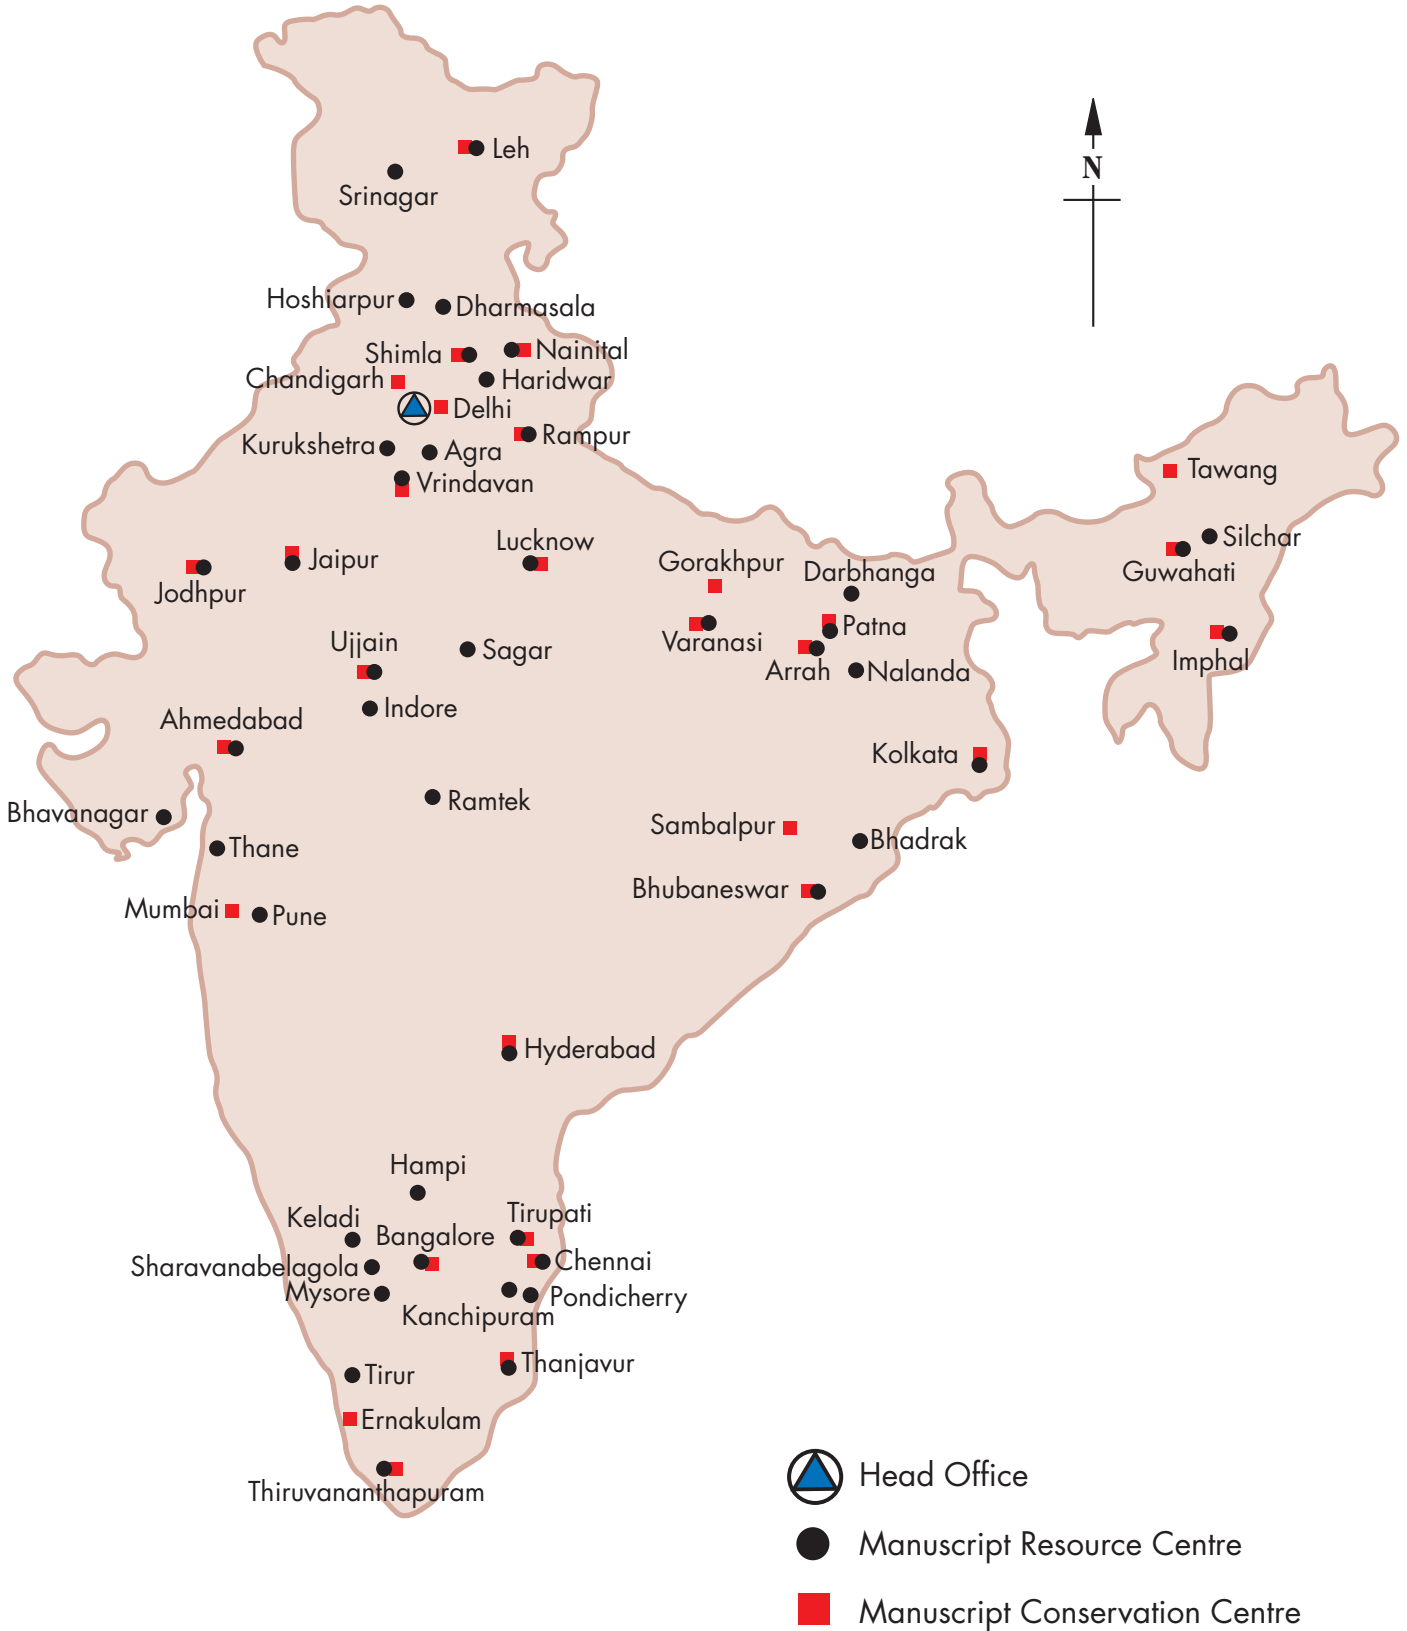 Leh
Srinagar
N
Hoshiarpur
Dharmasala
Shimla
Nainital
Chandigarh
Haridwar
Delhi
Kurukshetra
Agra
Rampur
Vrindavan
Tawang
Lucknow
Silchar
Jaipur
Gorakhpur
Darbhanga
Guwahati
Jodhpur
Ujjain
Sagar
Varanasi
Patna
Arrah
Nalanda
Imphal
Indore
Ahmedabad
Kolkata
Ramtek
Bhavanagar
Sambalpur
Bhadrak
Thane
Bhubaneswar
Mumbai
Pune
Hyderabad
Hampi
Keladi
Tirupati
Bangalore
Sharavanabelagola
Chennai
Mysore
Pondicherry
Kanchipuram
Thanjavur
Tirur
Ernakulam
Thiruvananthapuram
Head Office
Manuscript Resource Centre
Manuscript Conservation Centre